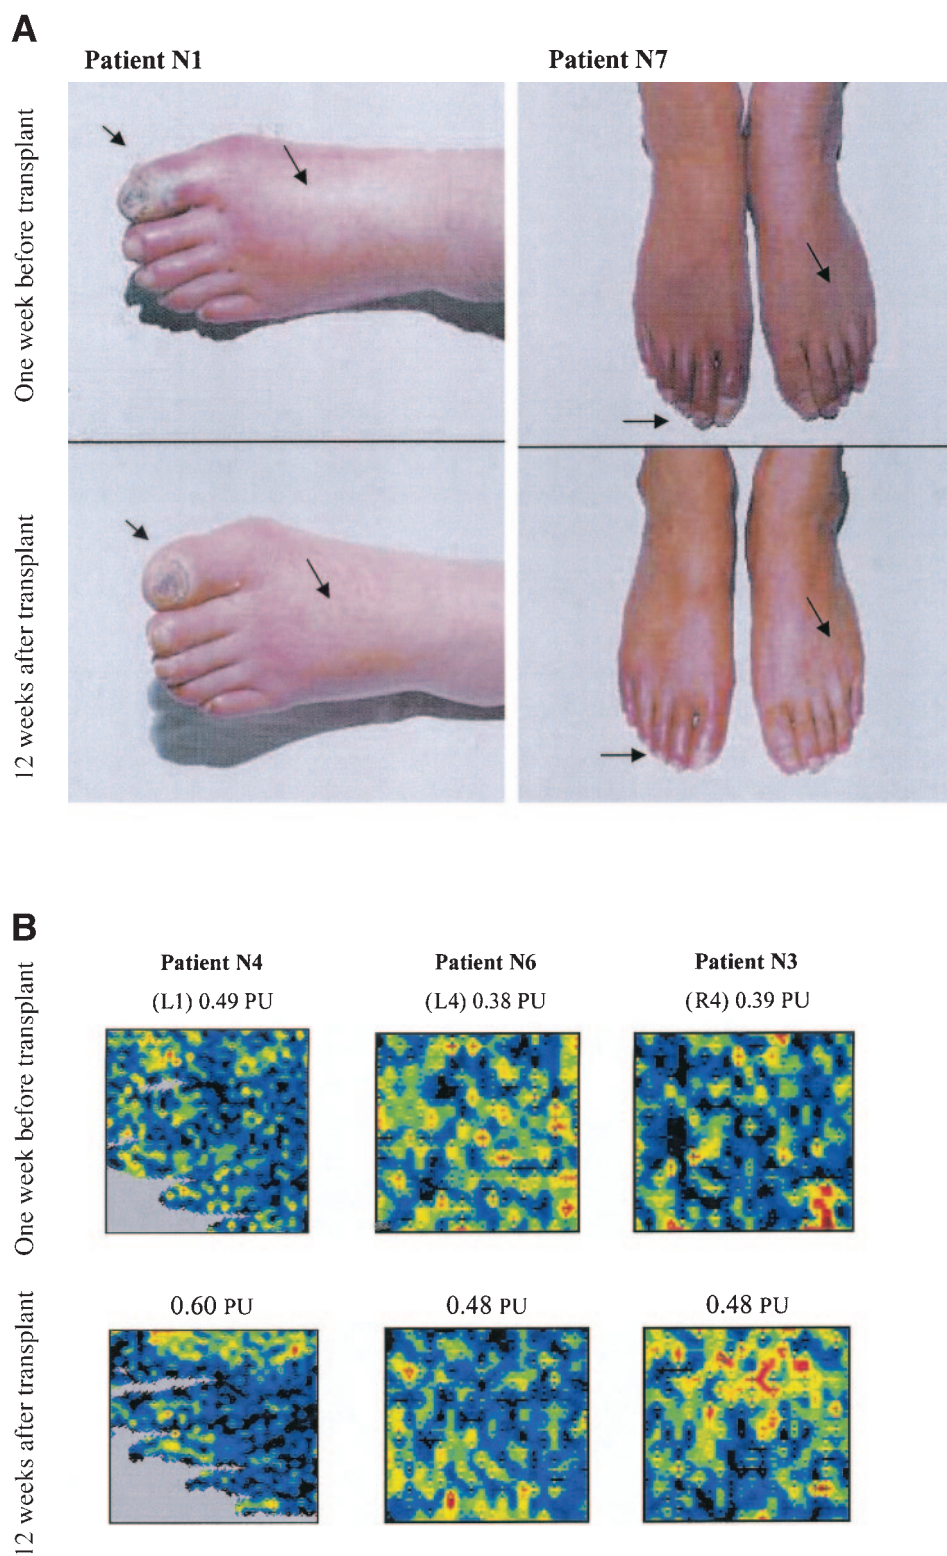 A
Patient N1
Patient N7
One week before transplant
12 weeks after transplant
B
Patient N4
Patient N6
Patient N3
(L1) 0.49 PU
(L4) 0.38 PU
(R4) 0.39 PU
One week before transplant
0.60 PU
0.48 PU
0.48 PU
12 weeks after transplant